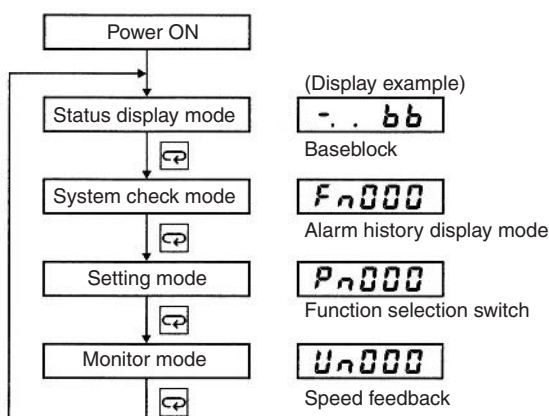 Power ON
(Display example)
Status display mode
-. . bb
Baseblock
System check mode
Fn000
Alarm history display mode
Setting mode
Pn000
Function selection switch
Monitor mode
Un000
Speed feedback